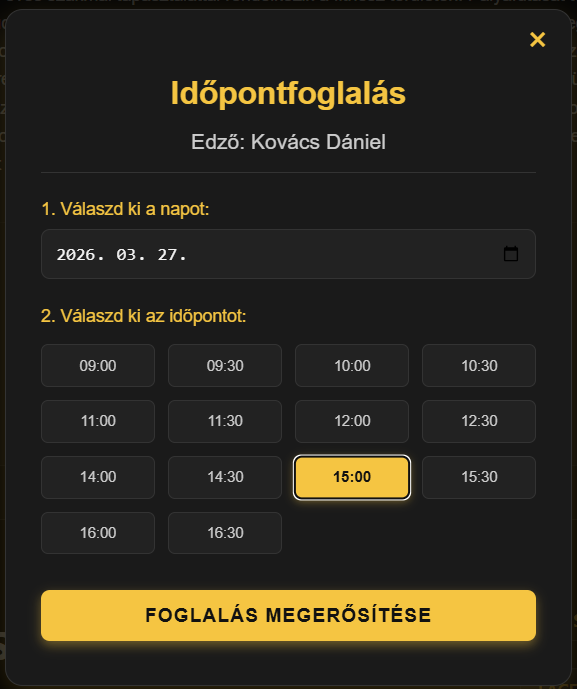 ×
Időpontfoglalás
Edző: Kovács Dániel
1. Válaszd ki a napot:
2026. 03. 27.
2. Válaszd ki az időpontot:
09:00 09:30 10:00 10:30
11:00 11:30 12:00 12:30
14:00 14:30 15:00 15:30
16:00 16:30
FOGLALÁS MEGERŐSÍTÉSE